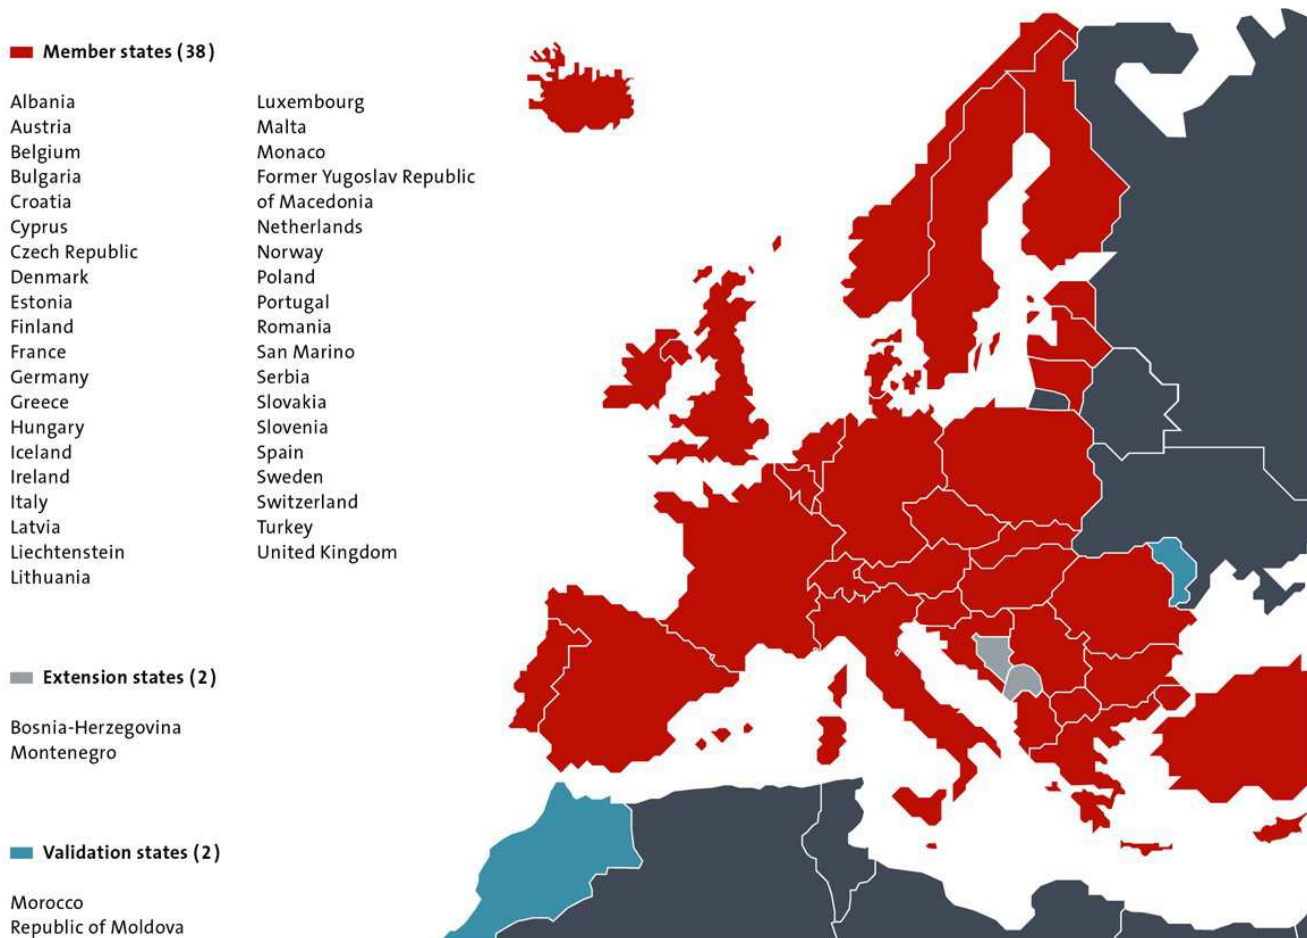 Member states (38)
Albania
Austria
Belgium
Bulgaria
Croatia
Cyprus
Czech Republic
Denmark
Estonia
Finland
France
Germany
Greece
Hungary
Iceland
Ireland
Italy
Latvia
Liechtenstein
Lithuania
Luxembourg
Malta
Monaco
Former Yugoslav Republic
of Macedonia
Netherlands
Norway
Poland
Portugal
Romania
San Marino
Serbia
Slovakia
Slovenia
Spain
Sweden
Switzerland
Turkey
United Kingdom
Extension states (2)
Bosnia-Herzegovina
Montenegro
Validation states (2)
Morocco
Republic of Moldova